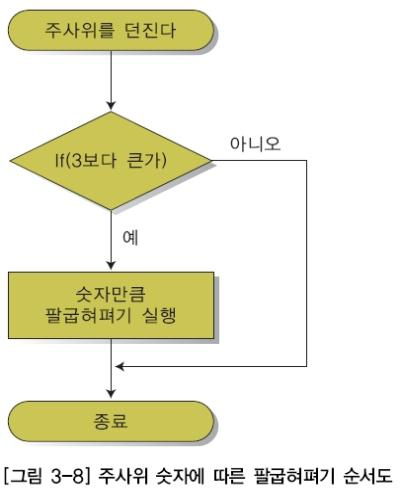 주사위를 던진다
If(3보다 큰가)
아니오
예
숫자만큼
팔굽혀펴기 실행
종료
[그림 3-8] 주사위 숫자에 따른 팔굽혀펴기 순서도